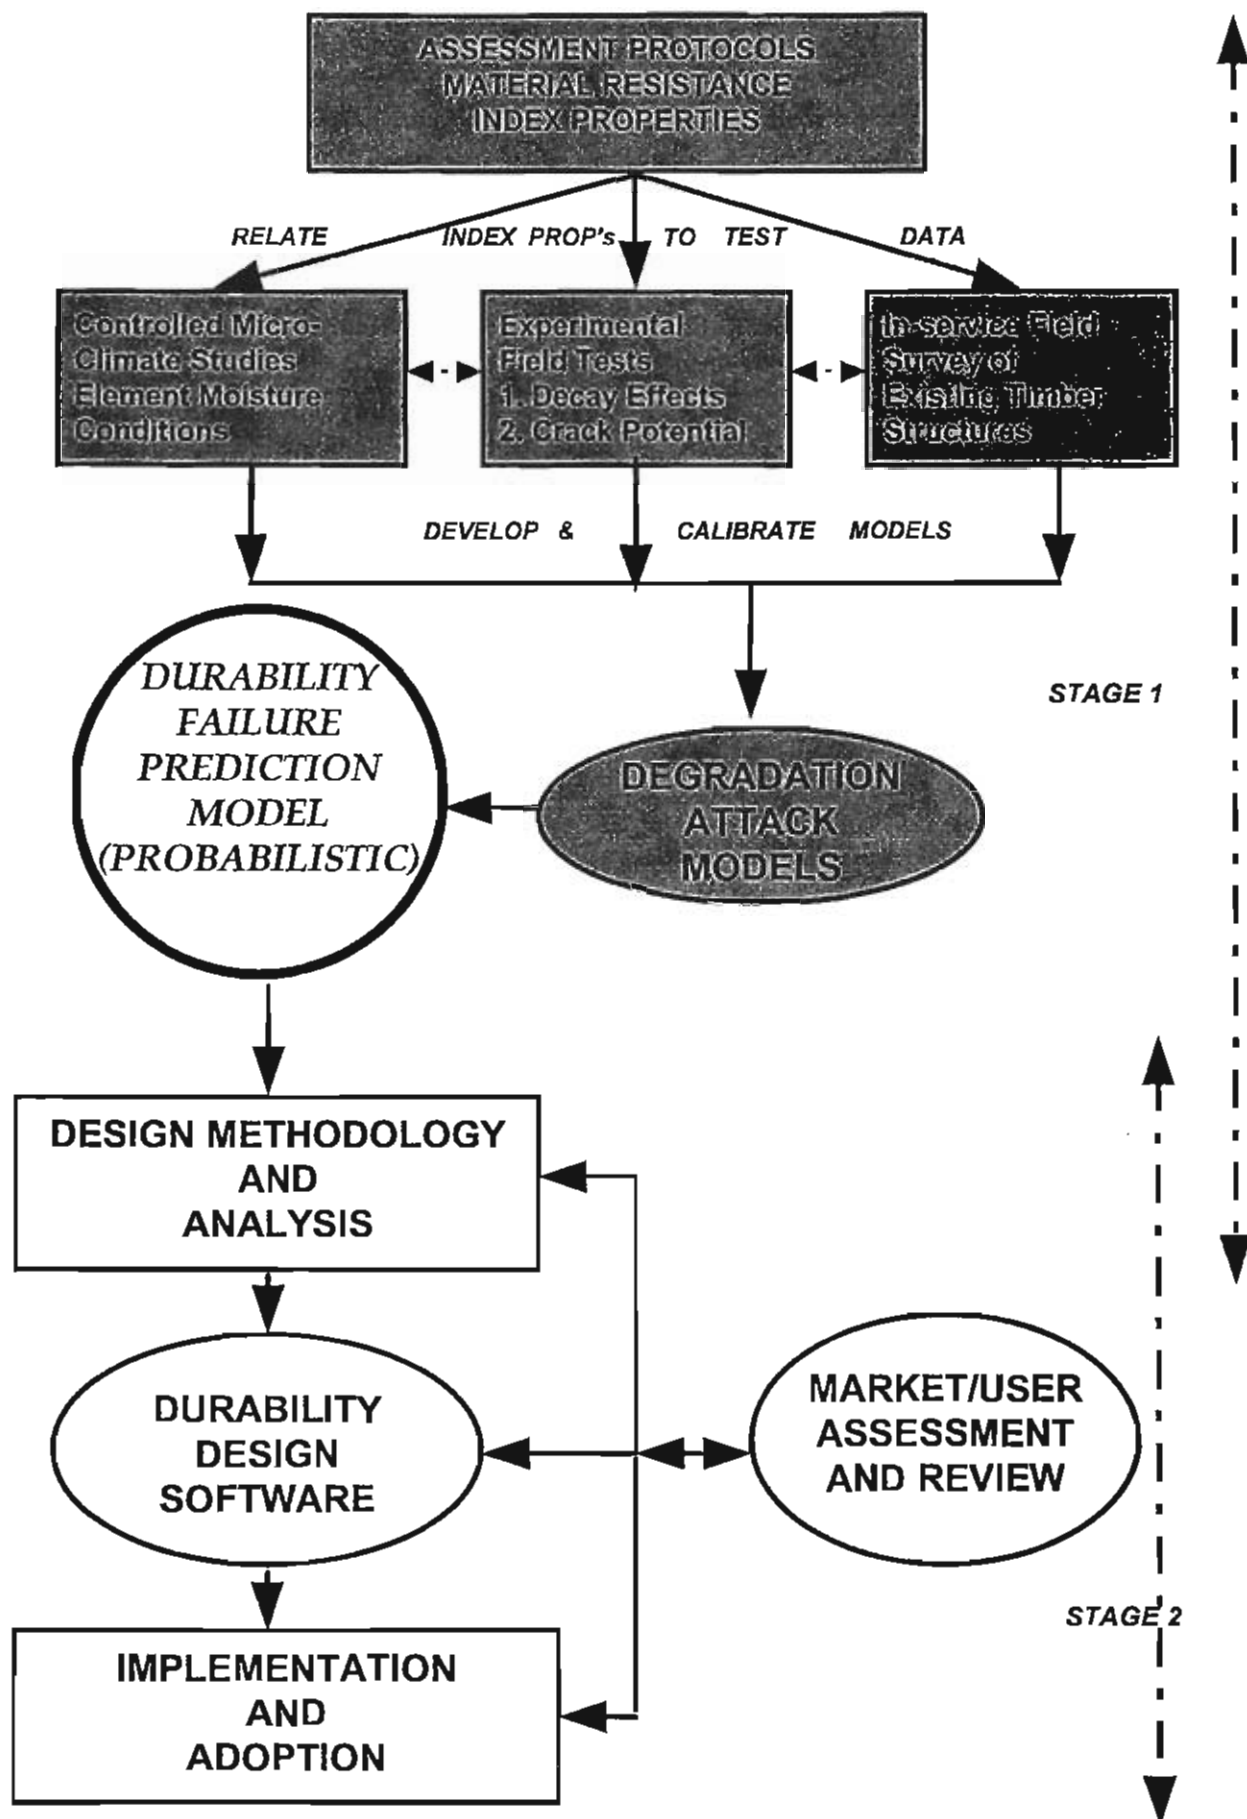 ASSESSMENT PROTOCOLS
MATERIAL RESISTANCE
INDEX PROPERTIES
RELATE INDEX PROP's TO TEST DATA
Controlled Micro-
Climate Studies
Element Moisture
Conditions
Experimental
Field Tests
1. Decay Effects
2. Crack Potential
In-service Field
Survey of
Existing Timber
Structures
DEVELOP & CALIBRATE MODELS
DURABILITY
FAILURE
PREDICTION
MODEL
(PROBABILISTIC)
DEGRADATION
ATTACK
MODELS
STAGE 1
DESIGN METHODOLOGY
AND
ANALYSIS
DURABILITY
DESIGN
SOFTWARE
MARKET/USER
ASSESSMENT
AND REVIEW
STAGE 2
IMPLEMENTATION
AND
ADOPTION